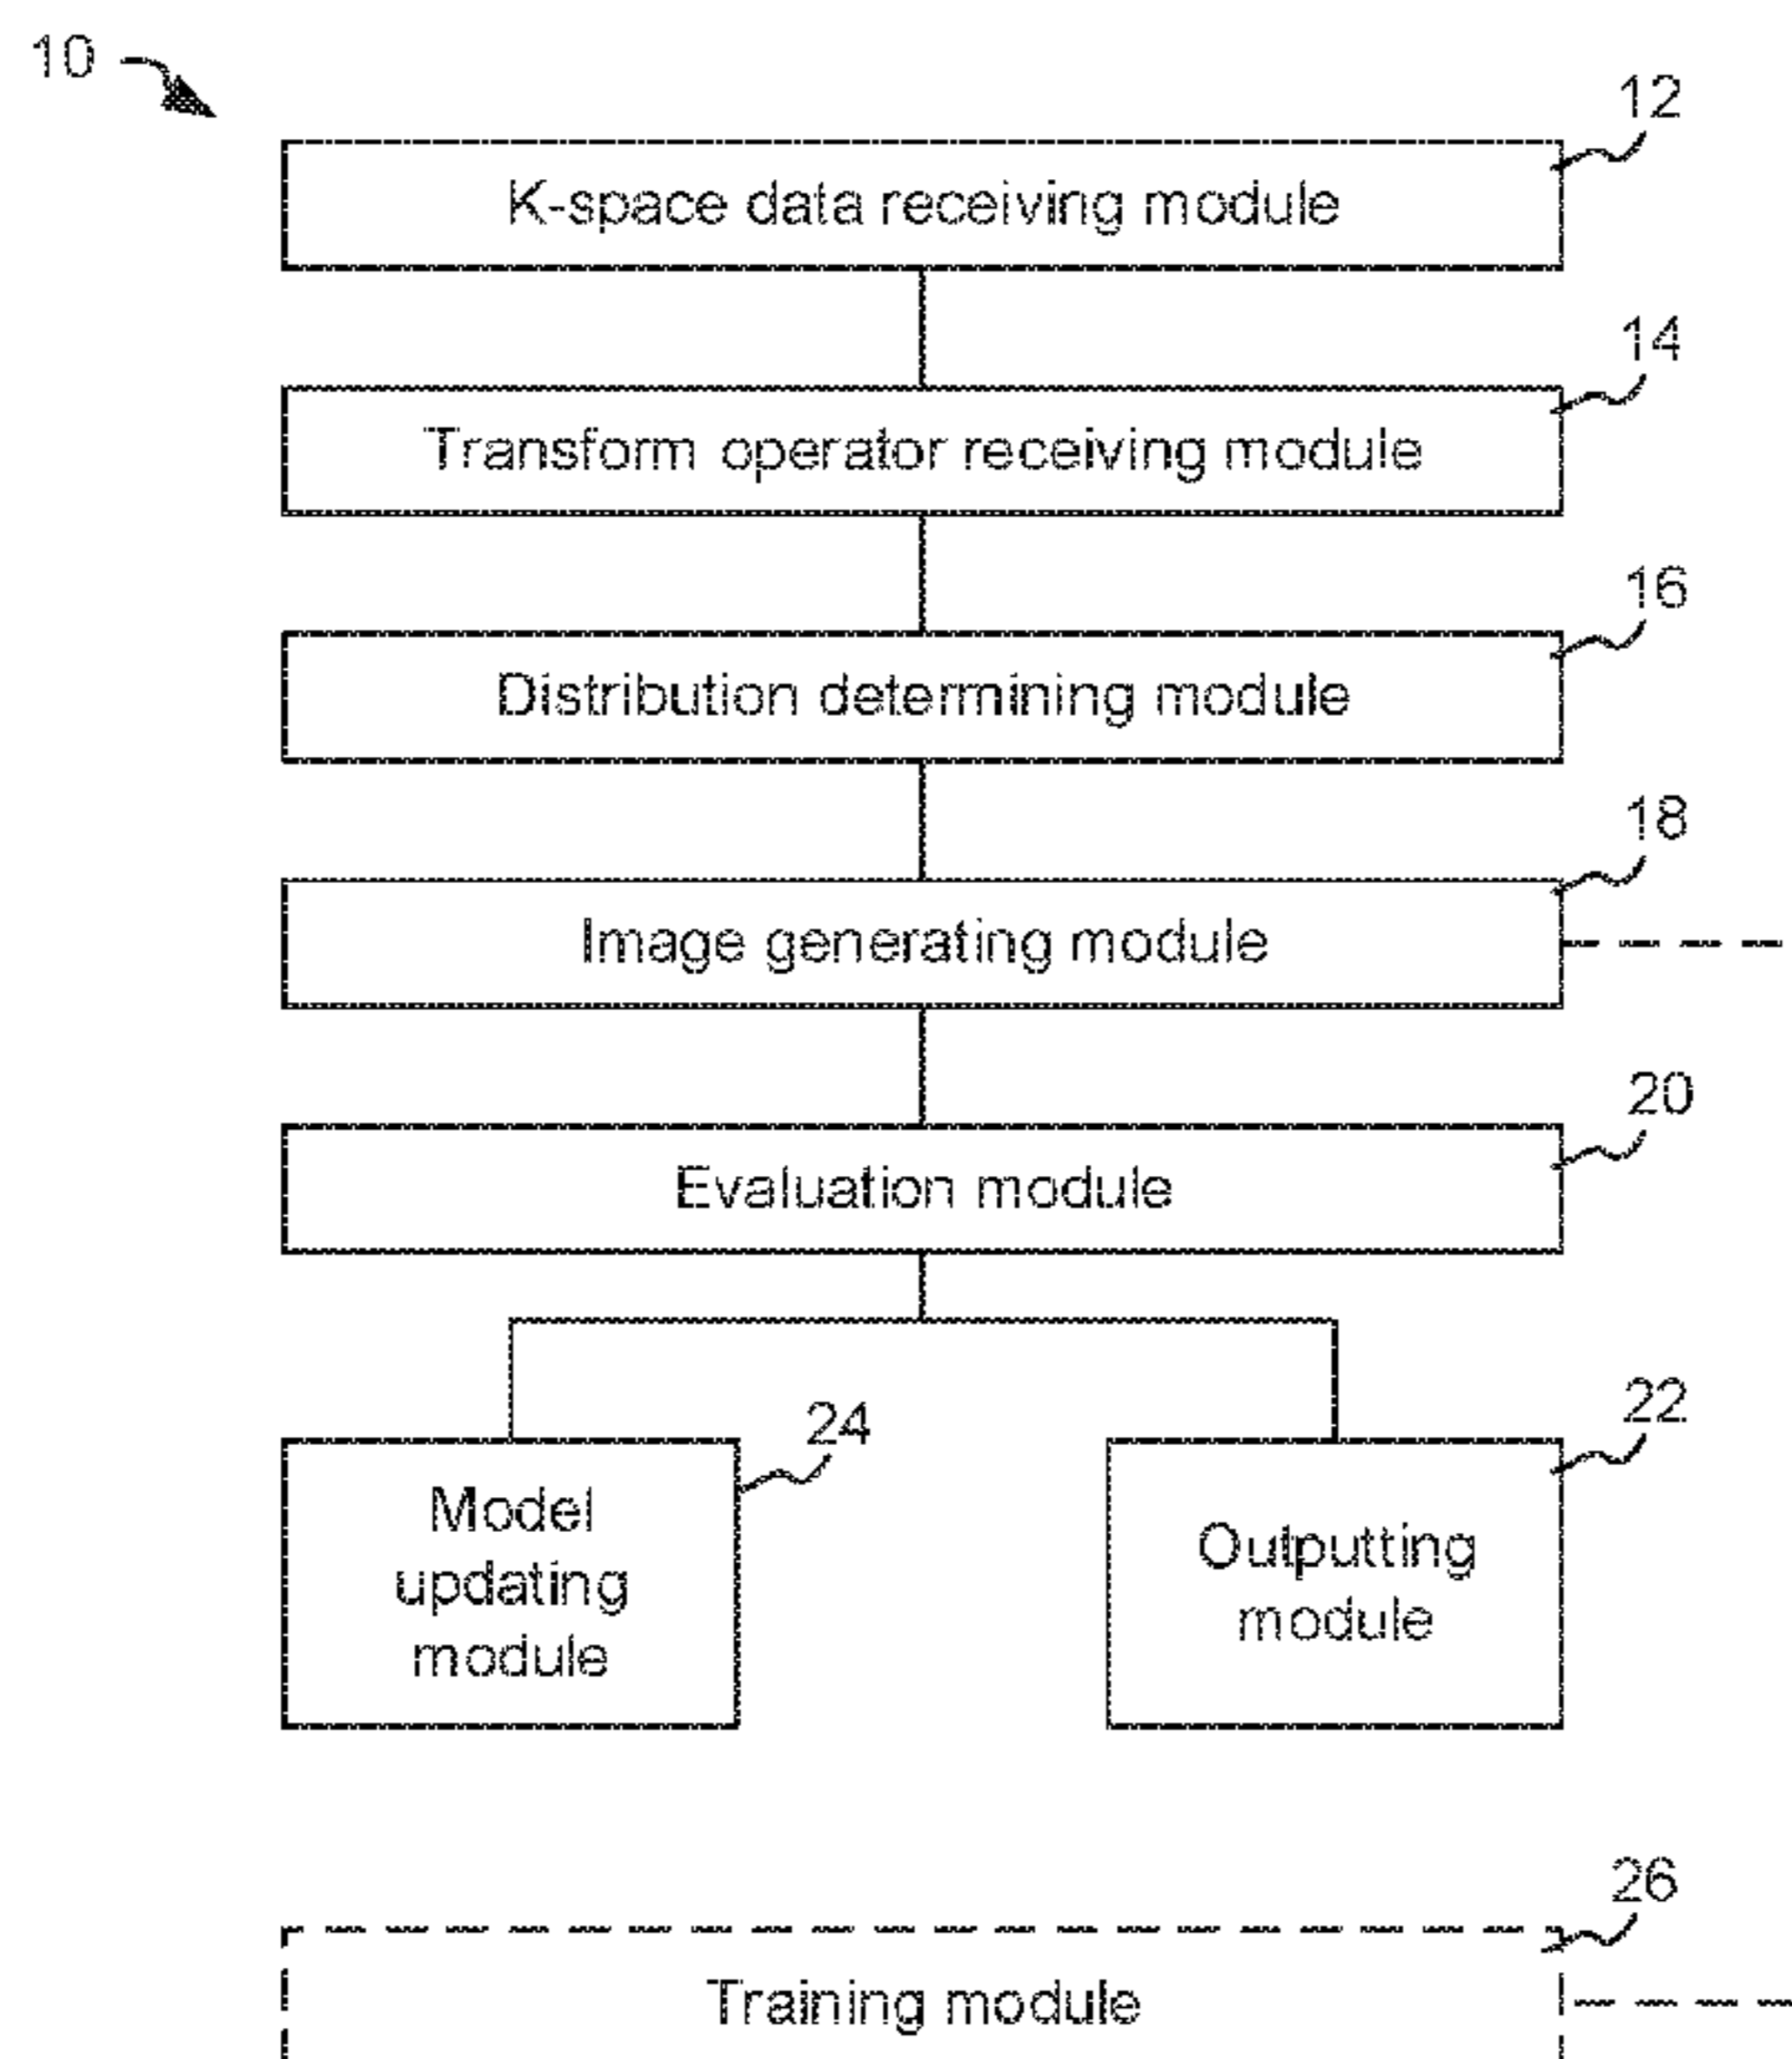 10
12
K-space data receiving module
14
Transform operator receiving module
16
Distribution determining module
18
Image generating module
20
Evaluation module
24
Model
updating
module
22
Outputting
module
26
Training module